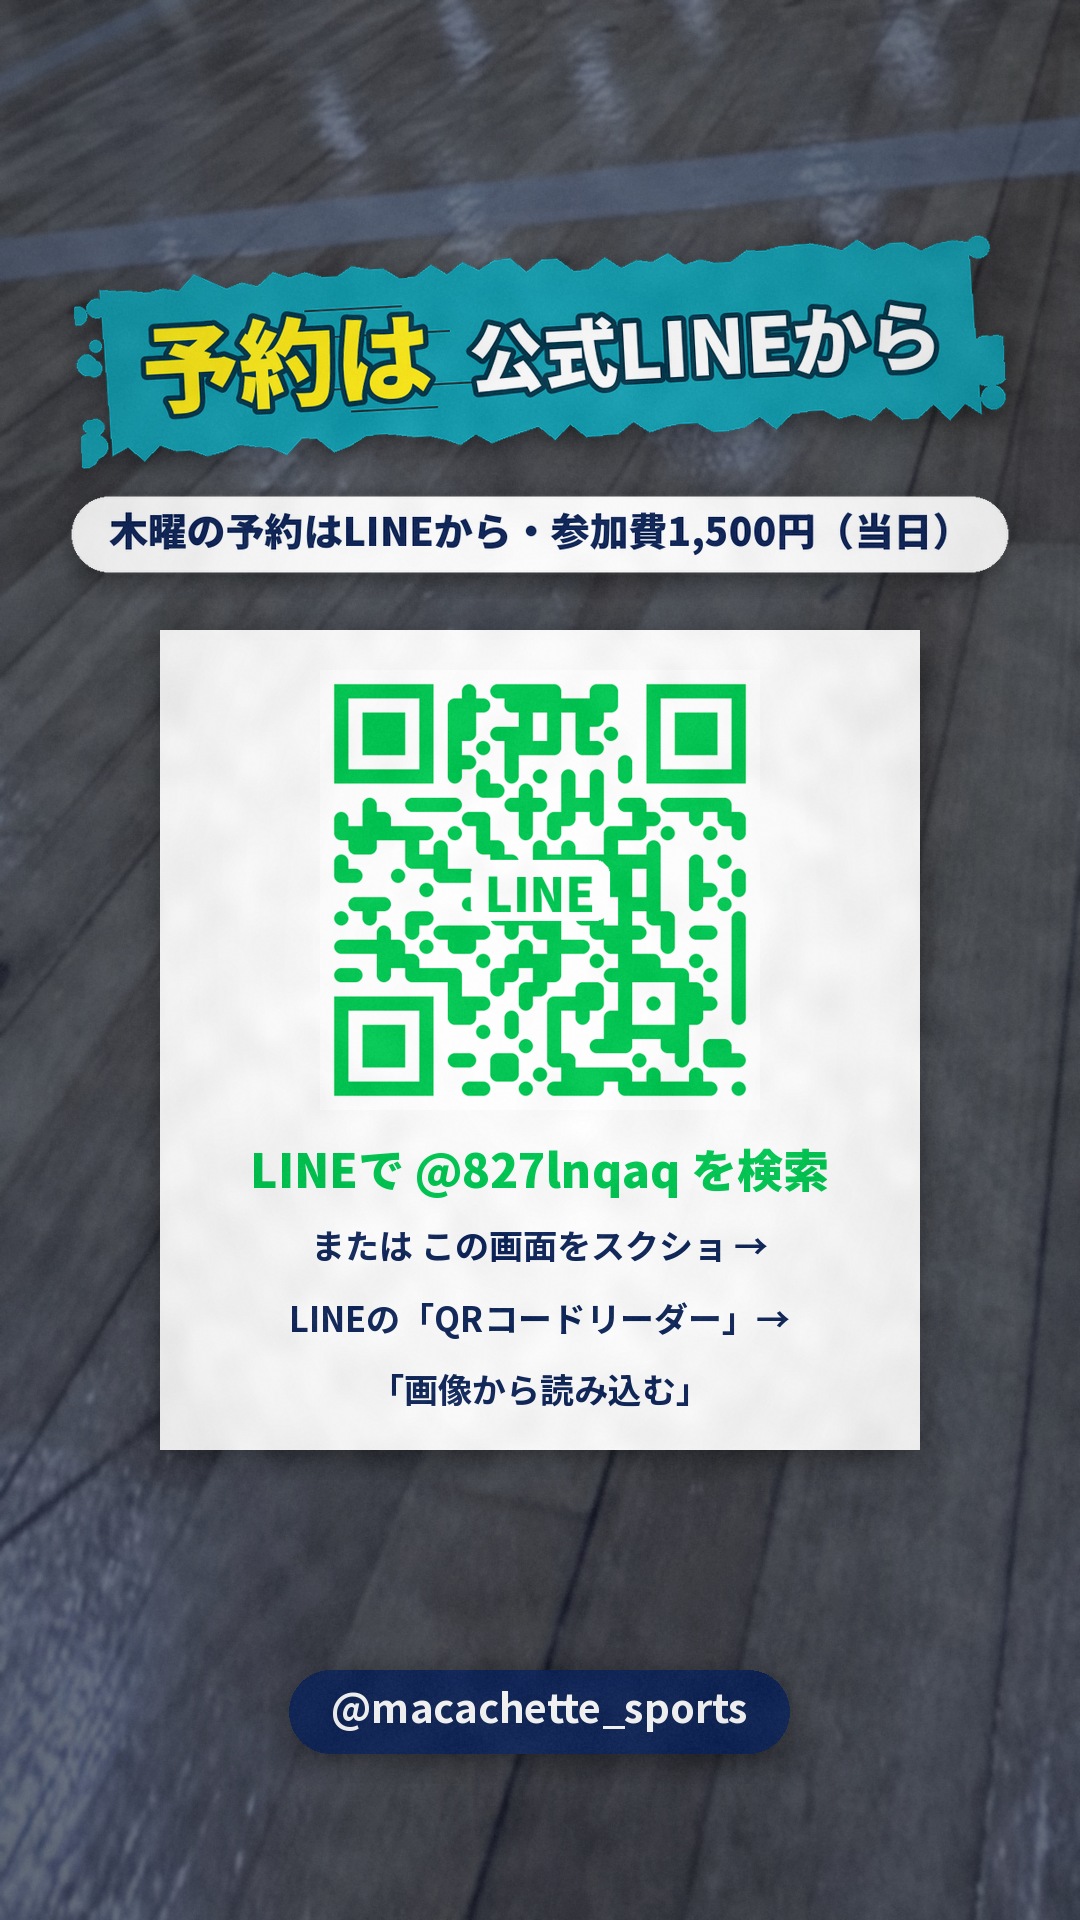 予約は 公式LINEから
木曜の予約はLINEから・参加費1,500円（当日）
LINE
LINEで @827lnqaq を検索
または この画面をスクショ →
LINEの「QRコードリーダー」→
「画像から読み込む」
@macachette_sports